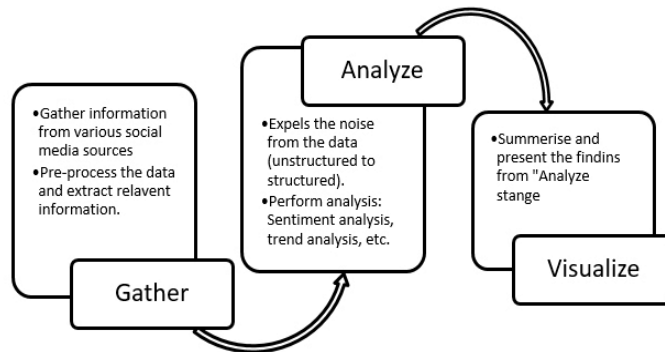 •Gather information
from various social
media sources
•Pre-process the data
and extract relavent
information.
Gather
Analyze
•Expels the noise
from the data
(unstructured to
structured).
•Perform analysis:
Sentiment analysis,
trend analysis, etc.
•Summerise and
present the findins
from "Analyze
stange
Visualize